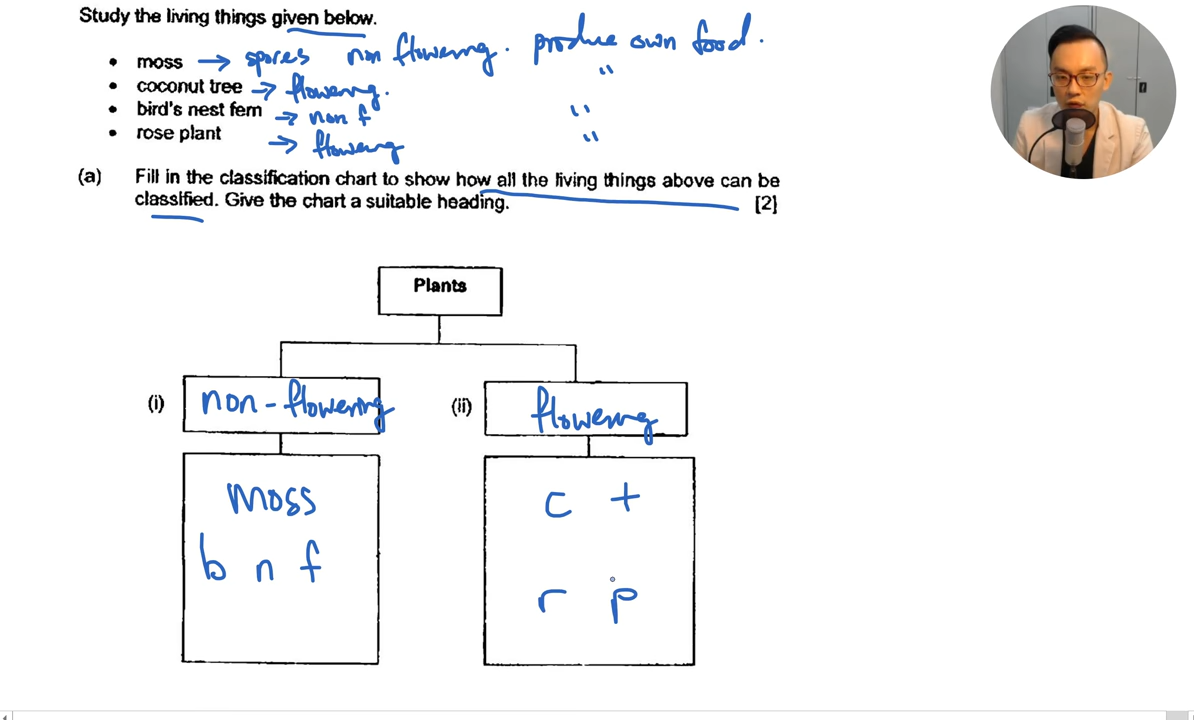 Study the living things given below.
• moss → spores non flowering. produce own food.
• coconut tree → flowering. "
• bird's nest fern → non f "
• rose plant → flowering "
(a) Fill in the classification chart to show how all the living things above can be
classified. Give the chart a suitable heading. [2]
Plants
(i) non-flowering (ii) flowering
moss c t
b n f
r p